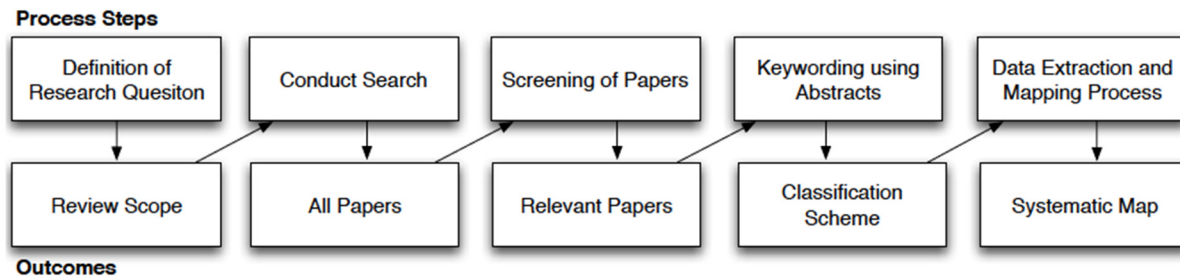 Process Steps
Definition of
Research Quesiton
Conduct Search
Screening of Papers
Keywording using
Abstracts
Data Extraction and
Mapping Process
Review Scope
All Papers
Relevant Papers
Classification
Scheme
Systematic Map
Outcomes